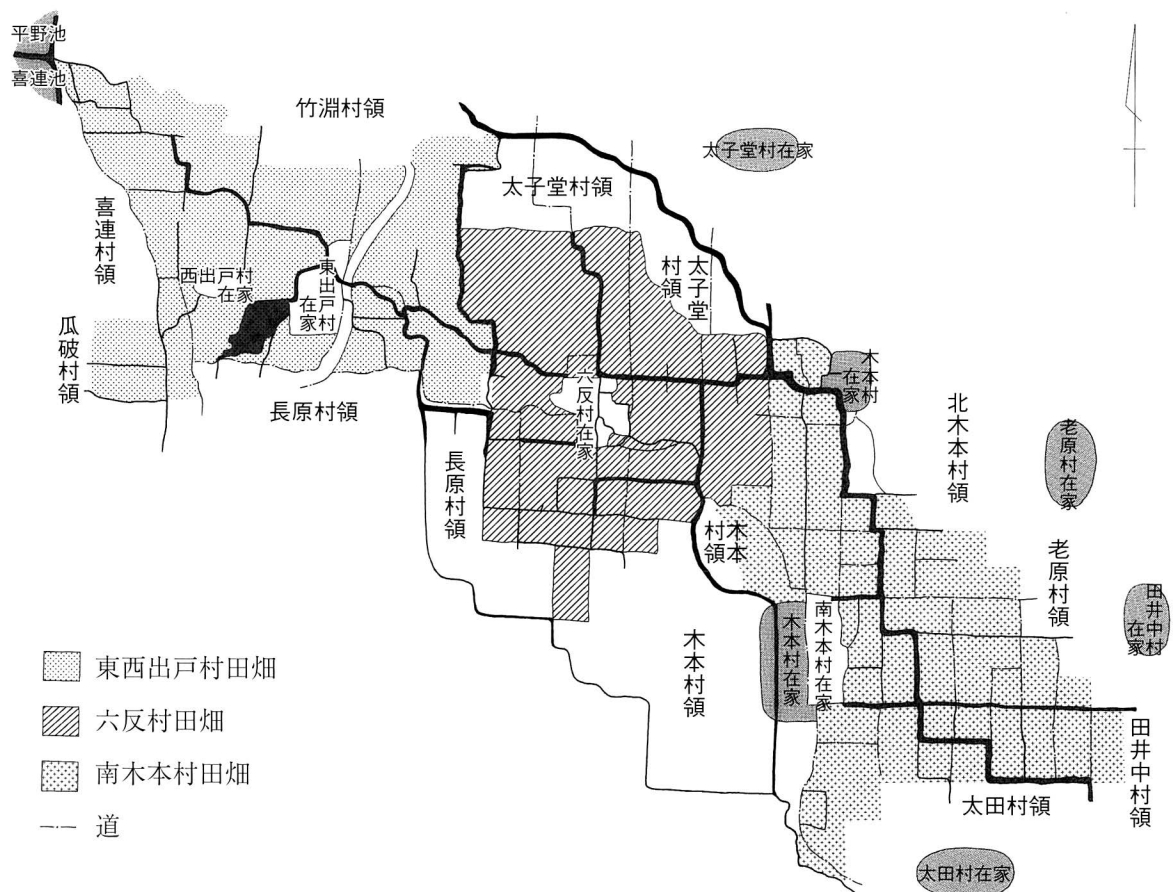 平野池
喜連池
竹淵村領
太子堂村在家
太子堂村領
喜連村領
太子堂
村領
西出戸村
在家
東出戸村
在家
瓜破村領
長原村領
六反村在家
木本村
在家
北木本村領
老原村在家
長原村領
木本
村領
老原村領
田井中村
在家
木本村領
木本村在家
南木本村在家
田井中村領
太田村領
太田村在家
東西出戸村田畑
六反村田畑
南木本村田畑
道